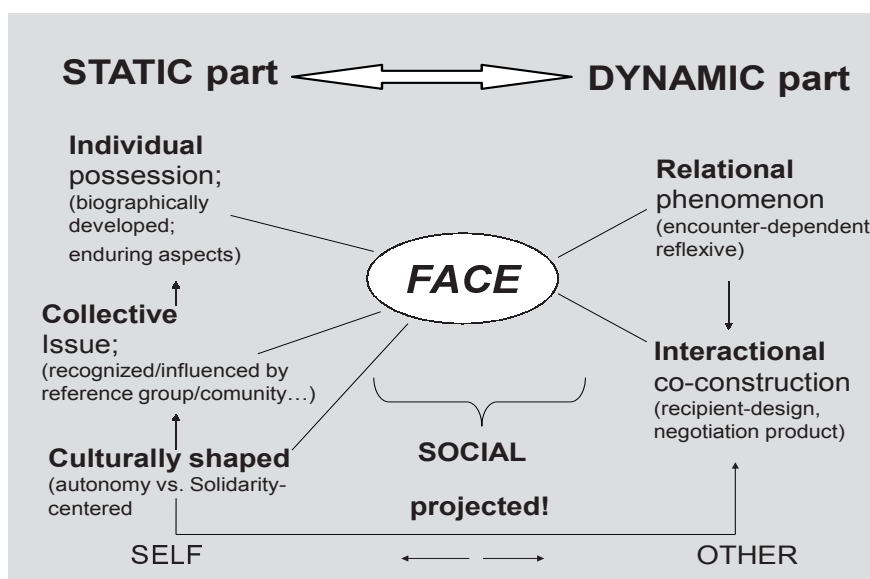 STATIC part
DYNAMIC part
Individual
possession;
(biographically
developed;
enduring aspects)
Collective
Issue;
(recognized/influenced by
reference group/comunity…)
Culturally shaped
(autonomy vs. Solidarity-
centered
FACE
SOCIAL
projected!
Relational
phenomenon
(encounter-dependent
reflexive)
Interactional
co-construction
(recipient-design,
negotiation product)
SELF
OTHER